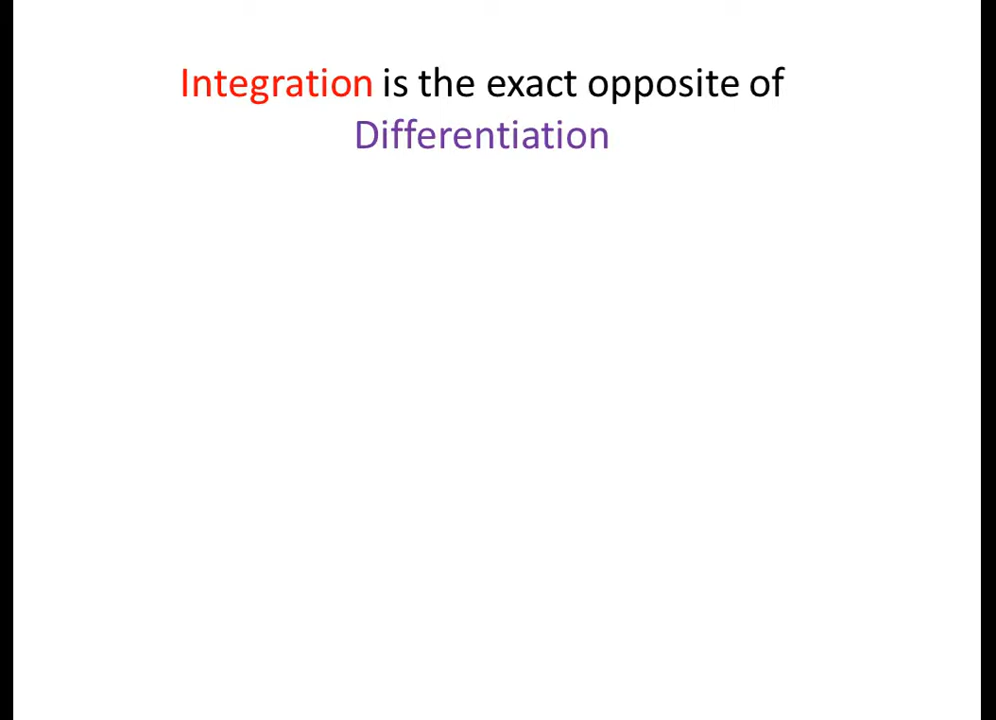 Integration is the exact opposite of
Differentiation